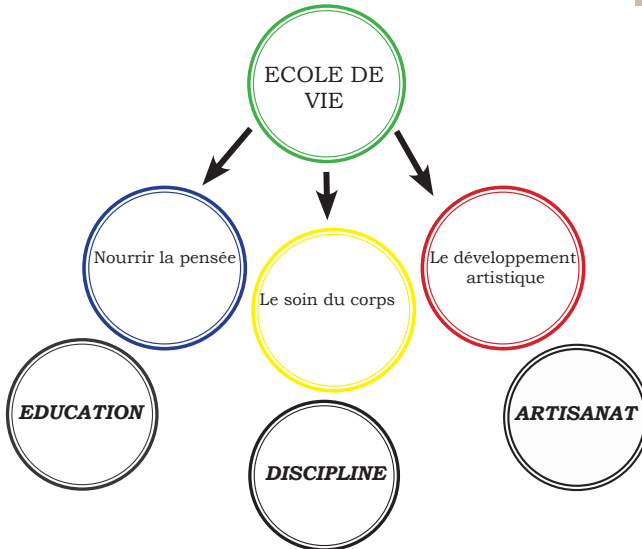 ECOLE DE
VIE
Nourrir la pensée
Le soin du corps
Le développement
artistique
EDUCATION
DISCIPLINE
ARTISANAT